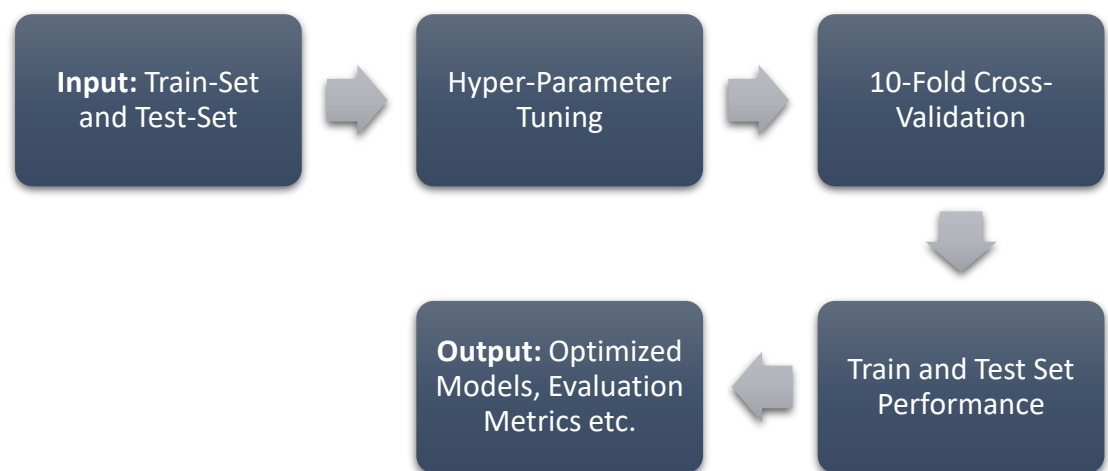 Input: Train-Set
and Test-Set
Hyper-Parameter
Tuning
10-Fold Cross-
Validation
Train and Test Set
Performance
Output: Optimized
Models, Evaluation
Metrics etc.